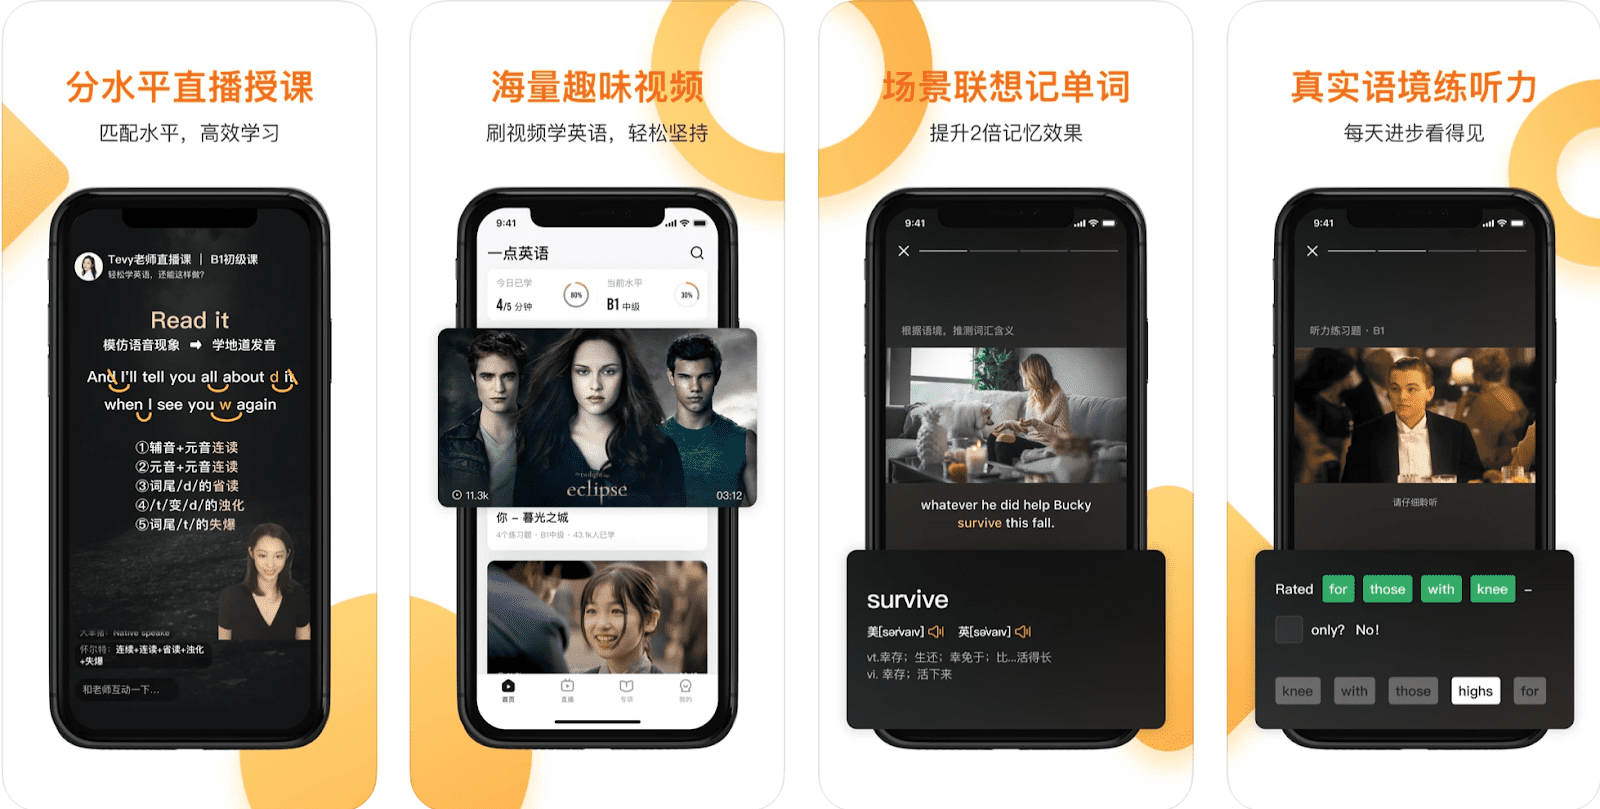 分水平直播授课
匹配水平，高效学习
Tevy老师直播课 ｜ B1初级课
轻松学英语，还能这样做?
Read it
模仿语音现象 ➡ 学地道发音
And I'll tell you all about d it
when I see you w again
①辅音+元音连读
②元音+元音连读
③词尾/d/的省读
④/t/变/d/的浊化
⑤词尾/t/的失爆
Native speake
怀尔特：连续+连读+省读+浊化
+失爆
和老师互动一下...
海量趣味视频
刷视频学英语，轻松坚持
9:41
一点英语
今日已学
4/5 分钟
80%
当前水平
B1 中级
30%
the twilight saga
eclipse
11.3k
03:12
你 – 暮光之城
4个练习题 · B1中级 · 43.1k人已学
首页
直播
专项
我的
场景联想记单词
提升2倍记忆效果
9:41
根据语境，推测词汇含义
whatever he did help Bucky
survive this fall.
survive
美[sərˈvaɪv] 英[səˈvaɪv]
vt.幸存；生还；幸免于；比...活得长
vi. 幸存；活下来
真实语境练听力
每天进步看得见
9:41
听力练习题 · B1
请仔细聆听
Rated for those with knee –
only? No!
knee with those highs for